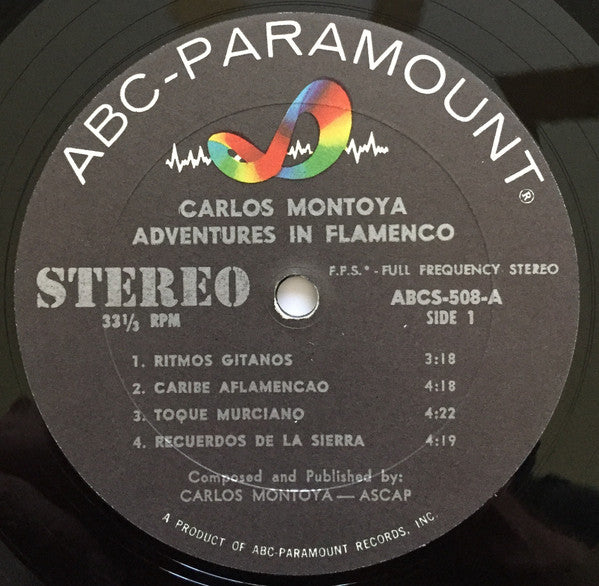 ABC-PARAMOUNT®
CARLOS MONTOYA
ADVENTURES IN FLAMENCO
STEREO
F.F.S.* - FULL FREQUENCY STEREO
33⅓ RPM
ABCS-508-A
SIDE 1
1. RITMOS GITANOS 3:18
2. CARIBE AFLAMENCAO 4:18
3. TOQUE MURCIANO 4:22
4. RECUERDOS DE LA SIERRA 4:19
Composed and Published by:
CARLOS MONTOYA — ASCAP
A PRODUCT OF ABC-PARAMOUNT RECORDS, INC.